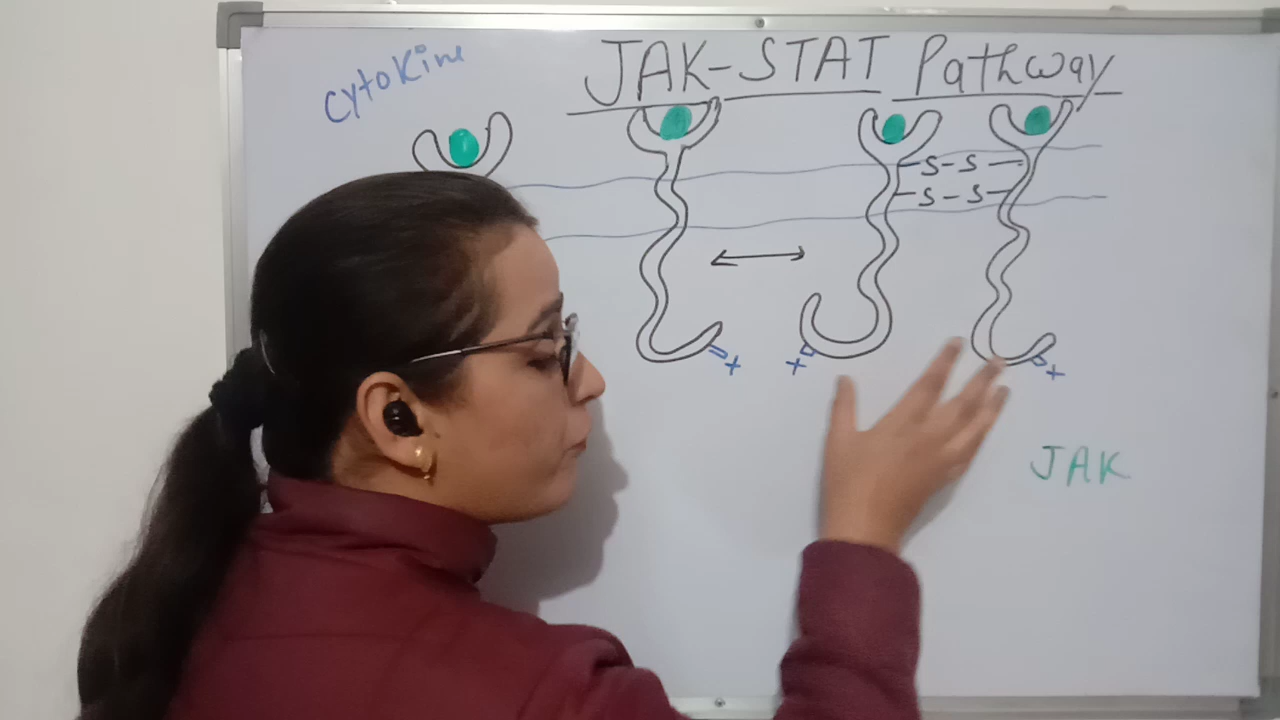 JAK-STAT Pathway
Cytokine
-S-S-
-S-S-
+
+
+
JAK